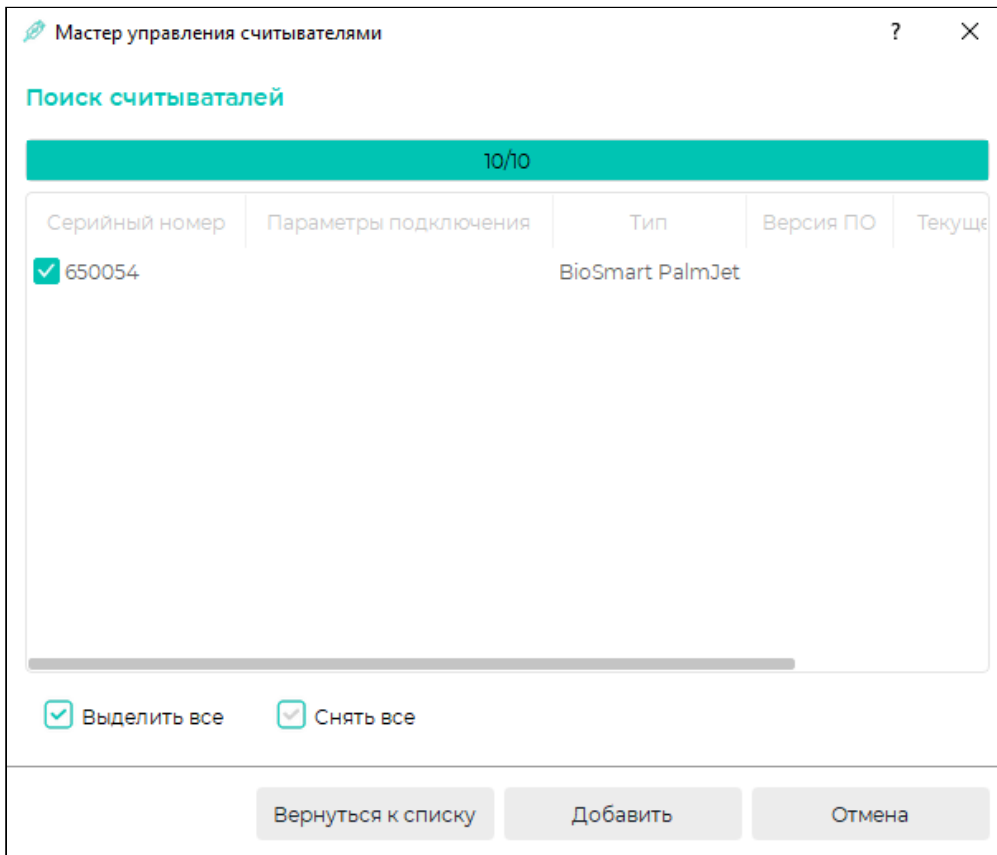 Мастер управления считывателями ?
Поиск считываталей
10/10
Серийный номер Параметры подключения Тип Версия ПО Текуще
650054 BioSmart PalmJet
Выделить все Снять все
Вернуться к списку Добавить Отмена